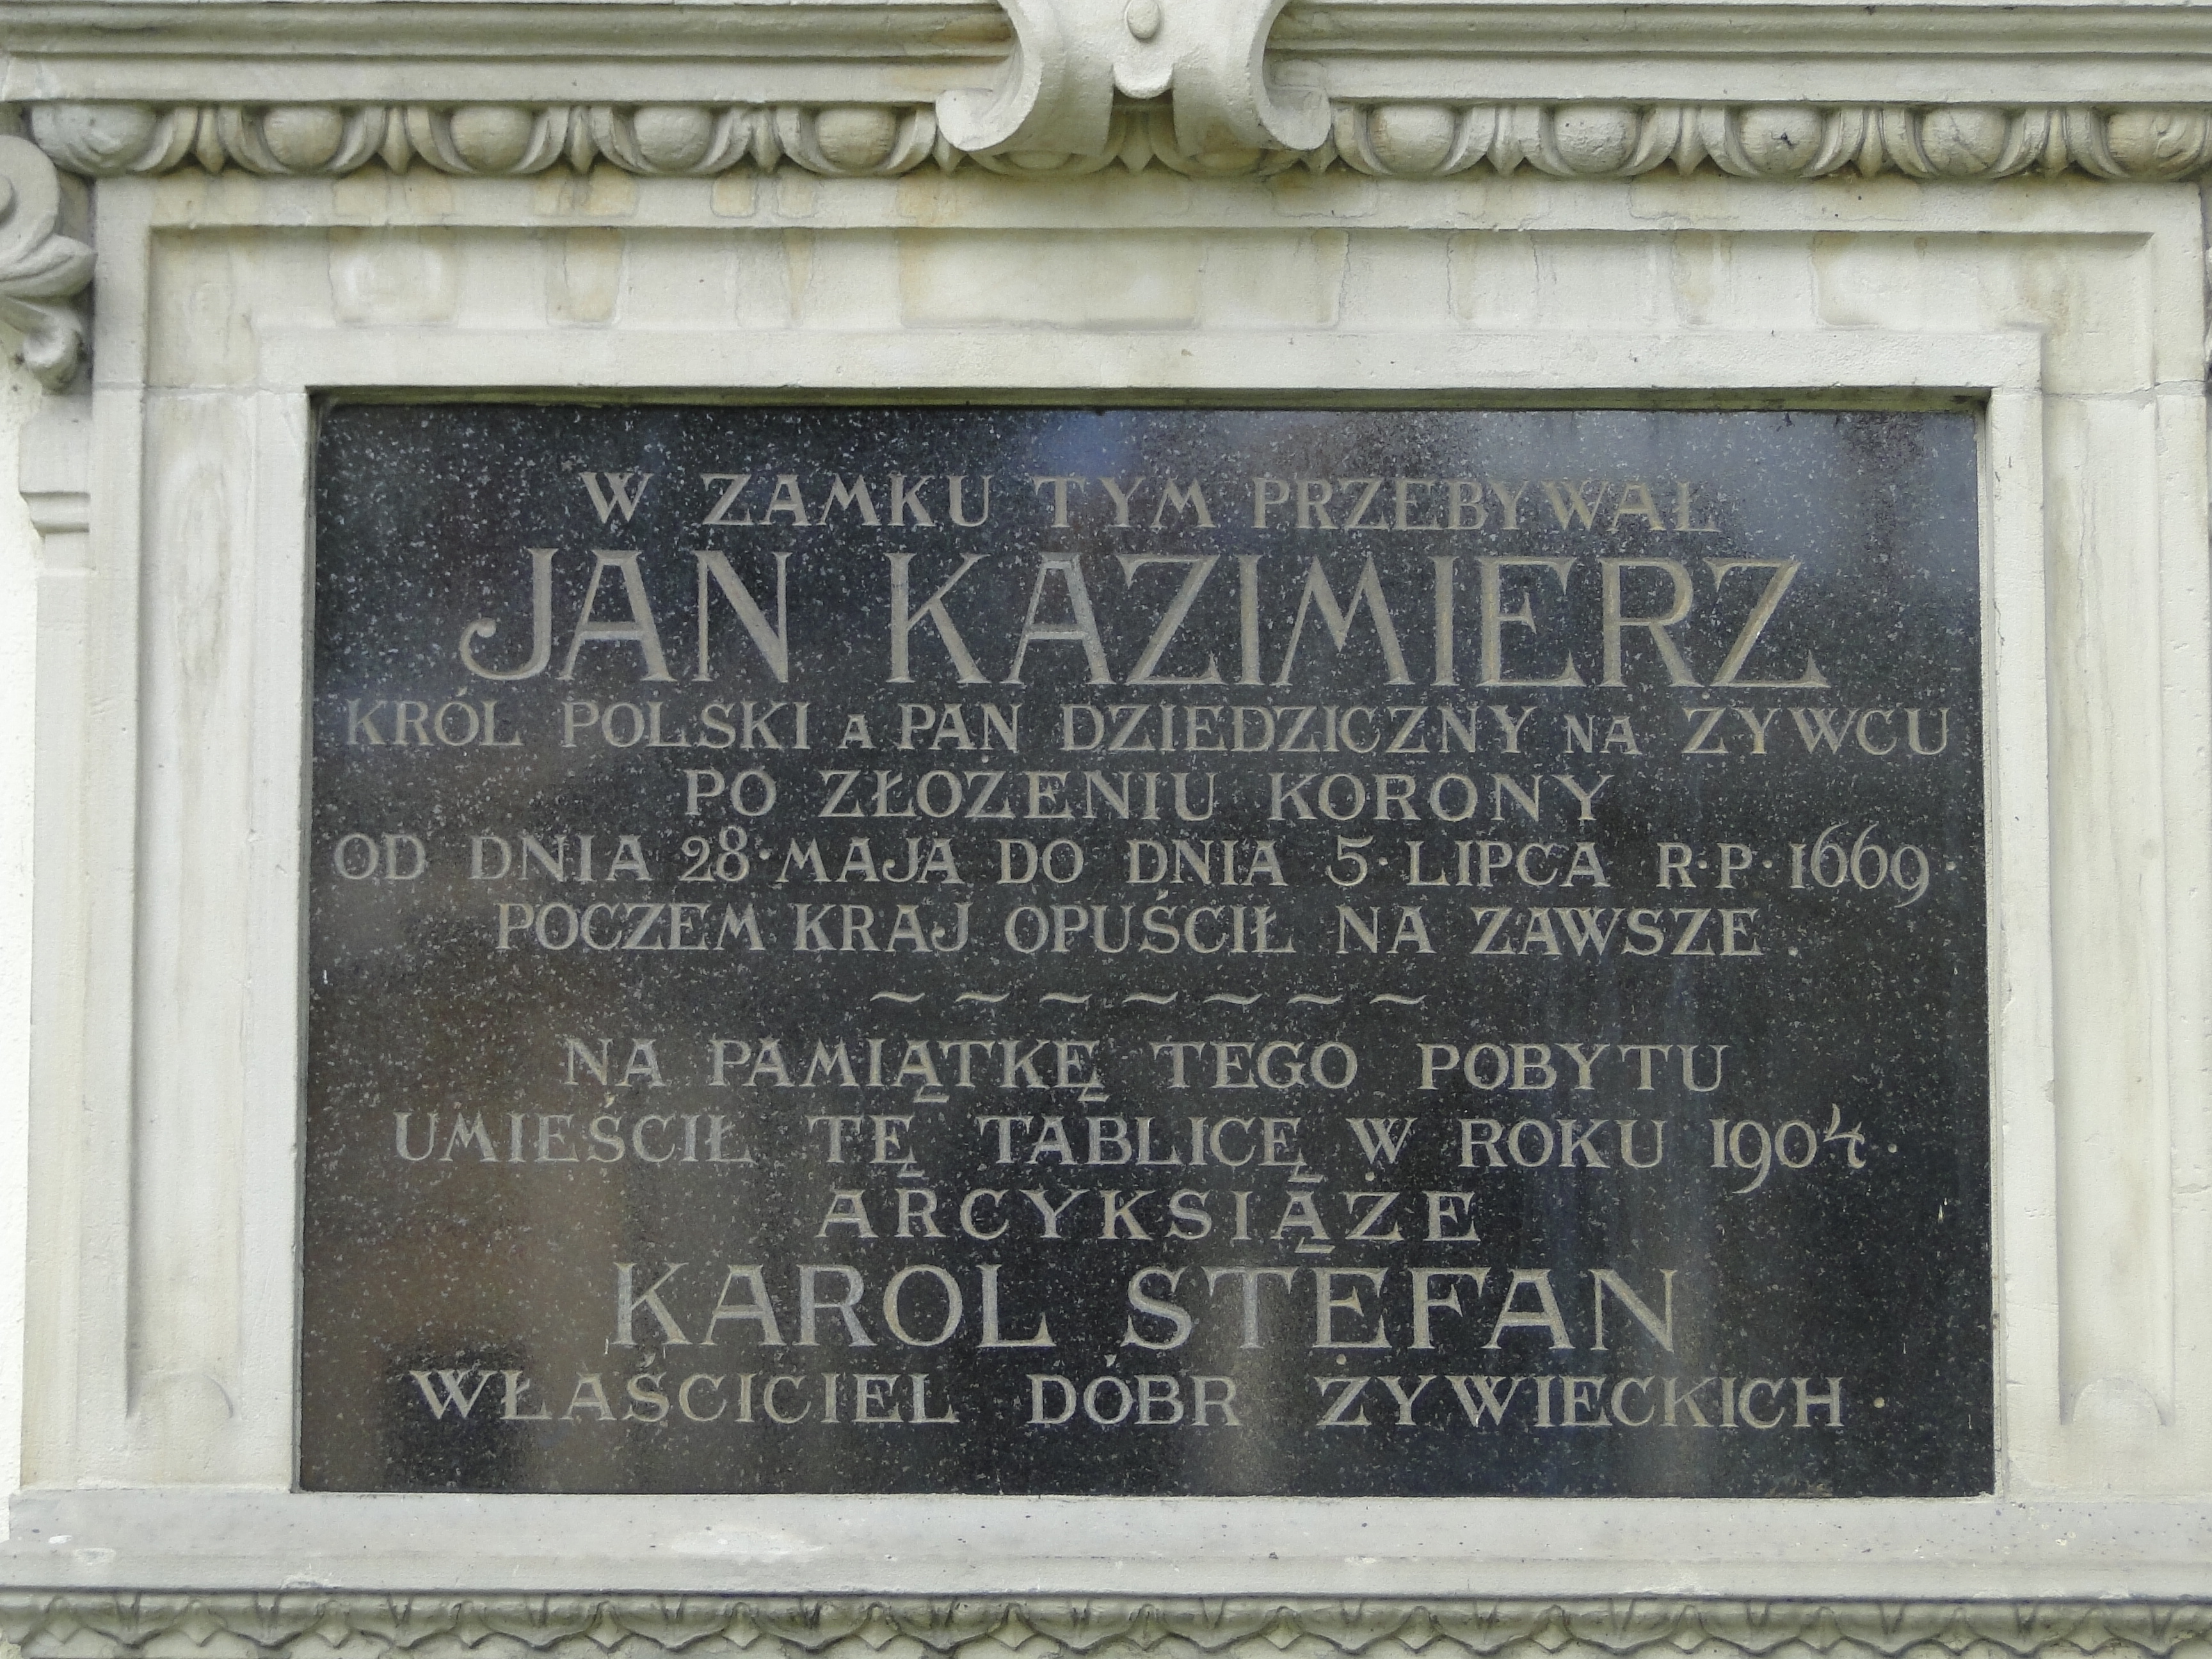 W ZAMKU TYM PRZEBYWAŁ
JAN KAZIMIERZ
KRÓL POLSKI A PAN DZIEDZICZNY NA ŻYWCU
PO ZŁOŻENIU KORONY
OD DNIA 28·MAJA DO DNIA 5·LIPCA R·P·1669·
POCZEM KRAJ OPUŚCIŁ NA ZAWSZE.
~ ~ ~ ~ ~ ~ ~
NA PAMIĄTKĘ TEGO POBYTU
UMIEŚCIŁ TĘ TABLICĘ W ROKU 1904·
ARCYKSIĄŻE
KAROL STEFAN
WŁAŚCICIEL DÓBR ŻYWIECKICH·